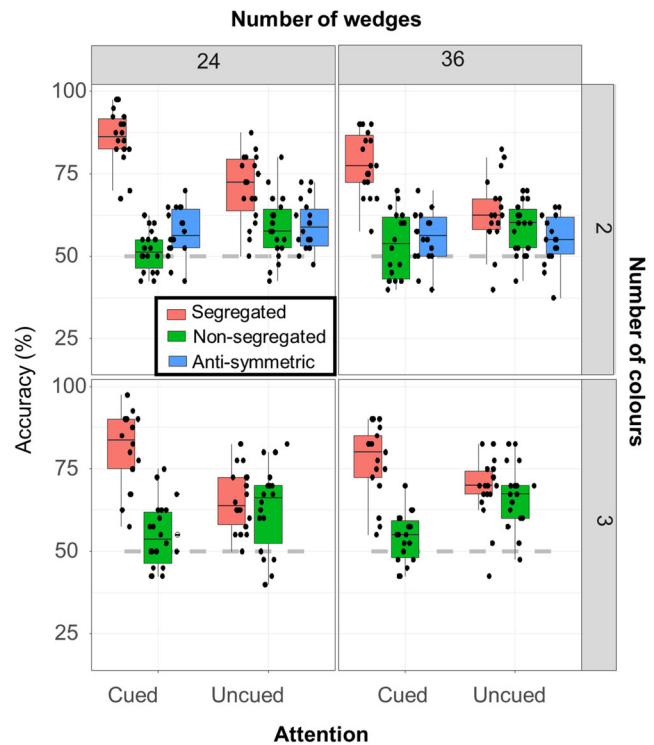 Number of wedges
24 36
100
75
50
25
2
Segregated
Non-segregated
Anti-symmetric
Accuracy (%)
Number of colours
100
75
50
25
3
Cued Uncued Cued Uncued
Attention